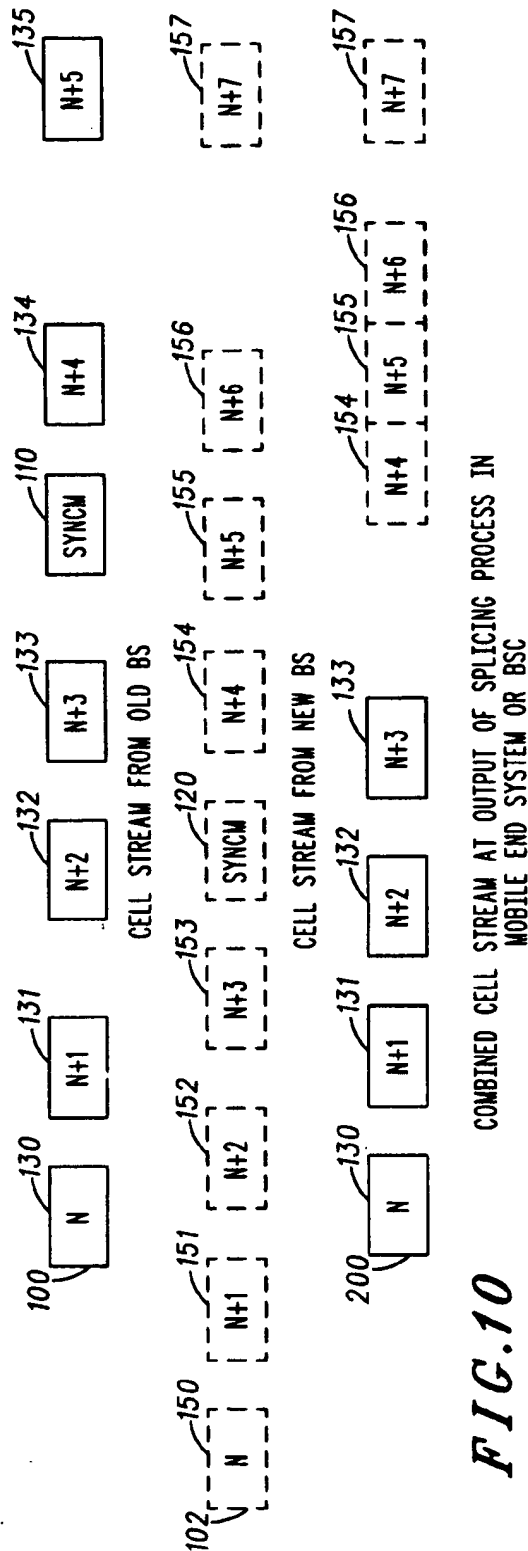 130 131 132 133 110 134 135
100 N N+1 N+2 N+3 SYNCM N+4 N+5
CELL STREAM FROM OLD BS
150 151 152 153 120 154 155 156 157
102 N N+1 N+2 N+3 SYNCM N+4 N+5 N+6 N+7
CELL STREAM FROM NEW BS
130 131 132 133 154 155 156 157
200 N N+1 N+2 N+3 N+4 N+5 N+6 N+7
COMBINED CELL STREAM AT OUTPUT OF SPLICING PROCESS IN
MOBILE END SYSTEM OR BSC
FIG.10